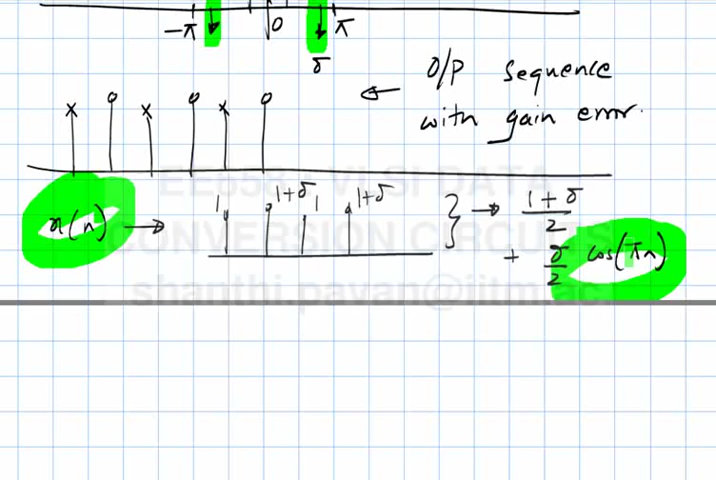 -π 0 π
δ
O/P sequence
with gain error.
x(n) → 1 1+δ 1 1+δ } → 1+δ/2
+ δ/2 cos(πn)
EE658: VLSI DATA
CONVERSION CIRCUITS
shanthi.pavan@iitm.ac